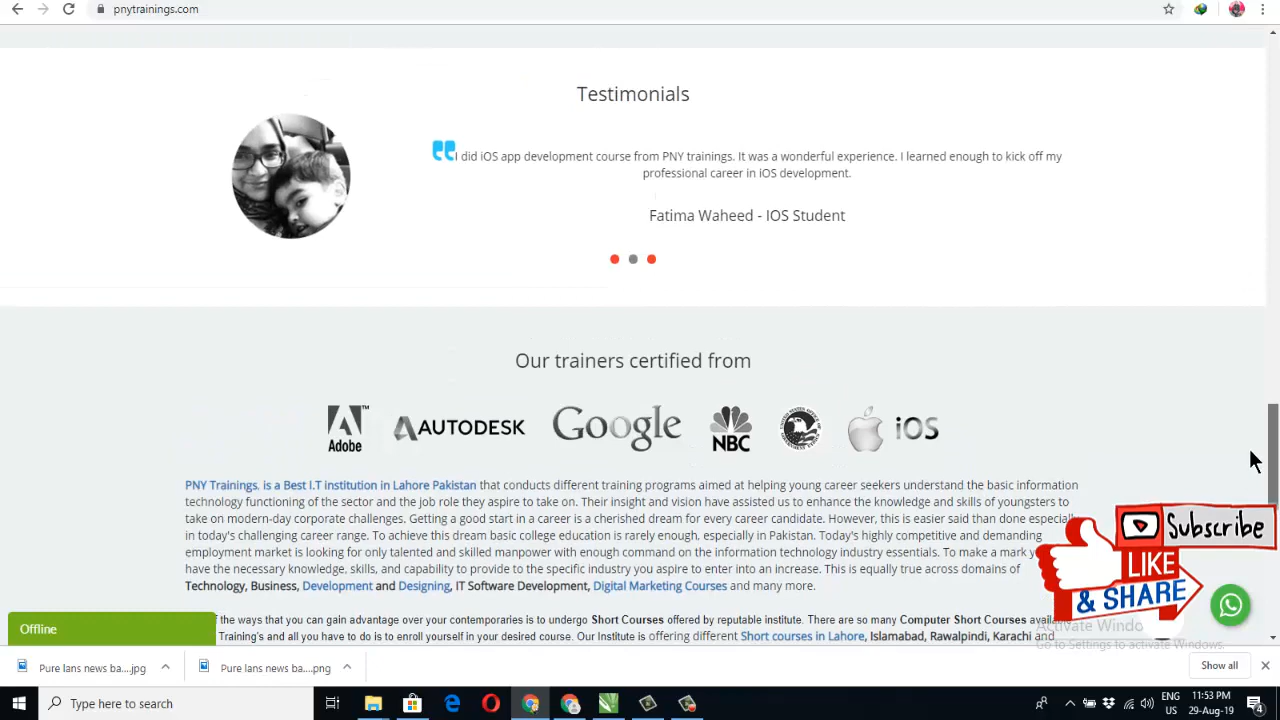 pnytrainings.com
Testimonials
I did iOS app development course from PNY trainings. It was a wonderful experience. I learned enough to kick off my
professional career in iOS development.
Fatima Waheed - IOS Student
Our trainers certified from
Adobe
AUTODESK
Google
NBC
iOS
PNY Trainings. is a Best I.T institution in Lahore Pakistan that conducts different training programs aimed at helping young career seekers understand the basic information
technology functioning of the sector and the job role they aspire to take on. Their insight and vision have assisted us to enhance the knowledge and skills of youngsters to
take on modern-day corporate challenges. Getting a good start in a career is a cherished dream for every career candidate. However, this is easier said than done especially
in today's challenging career range. To achieve the dream basic college education is rarely enough, especially in Pakistan. Today's highly competitive and demanding
employment market is looking for only talented and skilled manpower with enough command on the information technology industry essentials. To make a mark
have the necessary knowledge, skills, and capability to provide to the specific industry you aspire to enter into an increase. This is equally true across domains of
Technology, Business, Development and Designing, IT Software Development, Digital Marketing Courses and many more.
of the ways that you can gain advantage over your contemporaries is to undergo Short Courses offered by reputable institute. There are so many Computer Short Courses
Training's and all you have to do is to enroll yourself in your desired course. Our Institute is offering different Short courses in Lahore, Islamabad, Rawalpindi, Karachi and
Subscribe
LIKE
& SHARE
Activate Windo
Go to Settings to activate Windows.
Offline
Pure lans news ba....jpg
Pure lans news ba....png
Show all
Type here to search
ENG
US
11:53 PM
29-Aug-19
4